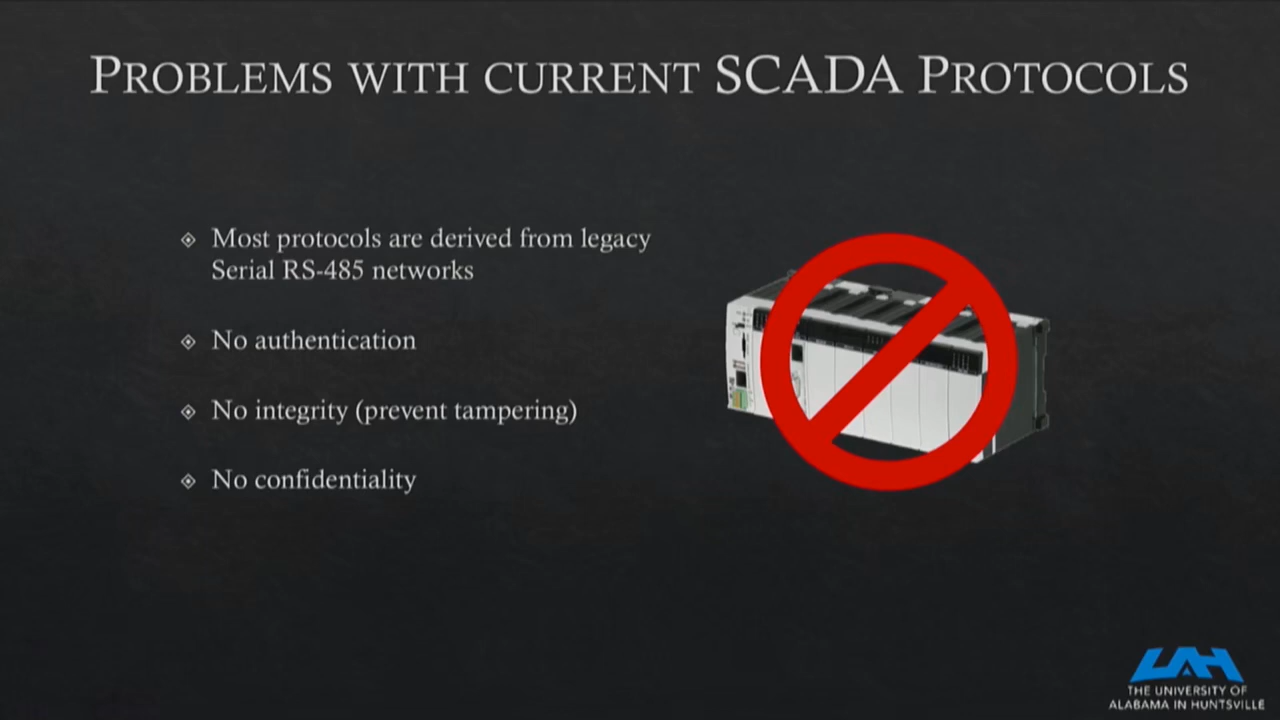 PROBLEMS WITH CURRENT SCADA PROTOCOLS
Most protocols are derived from legacy
Serial RS-485 networks
No authentication
No integrity (prevent tampering)
No confidentiality
UAH
THE UNIVERSITY OF
ALABAMA IN HUNTSVILLE